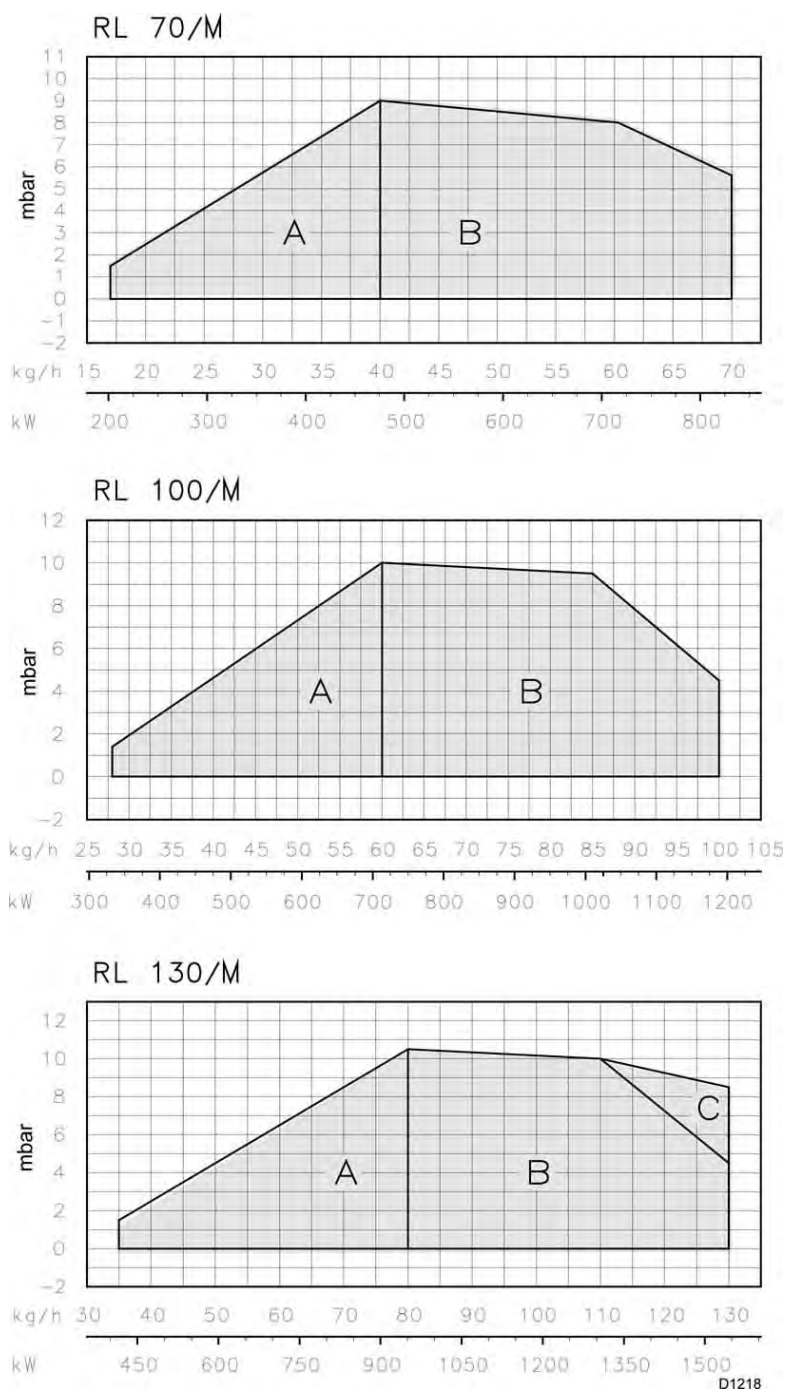 RL 70/M
11
10
9
8
7
6
5
4
3
2
1
0
-1
-2
mbar
A
B
kg/h 15 20 25 30 35 40 45 50 55 60 65 70
kW 200 300 400 500 600 700 800
RL 100/M
12
10
8
6
4
2
0
-2
mbar
A
B
kg/h 25 30 35 40 45 50 55 60 65 70 75 80 85 90 95 100 105
kW 300 400 500 600 700 800 900 1000 1100 1200
RL 130/M
12
10
8
6
4
2
0
-2
mbar
A
B
C
kg/h 30 40 50 60 70 80 90 100 110 120 130
kW 450 600 750 900 1050 1200 1350 1500
D1218